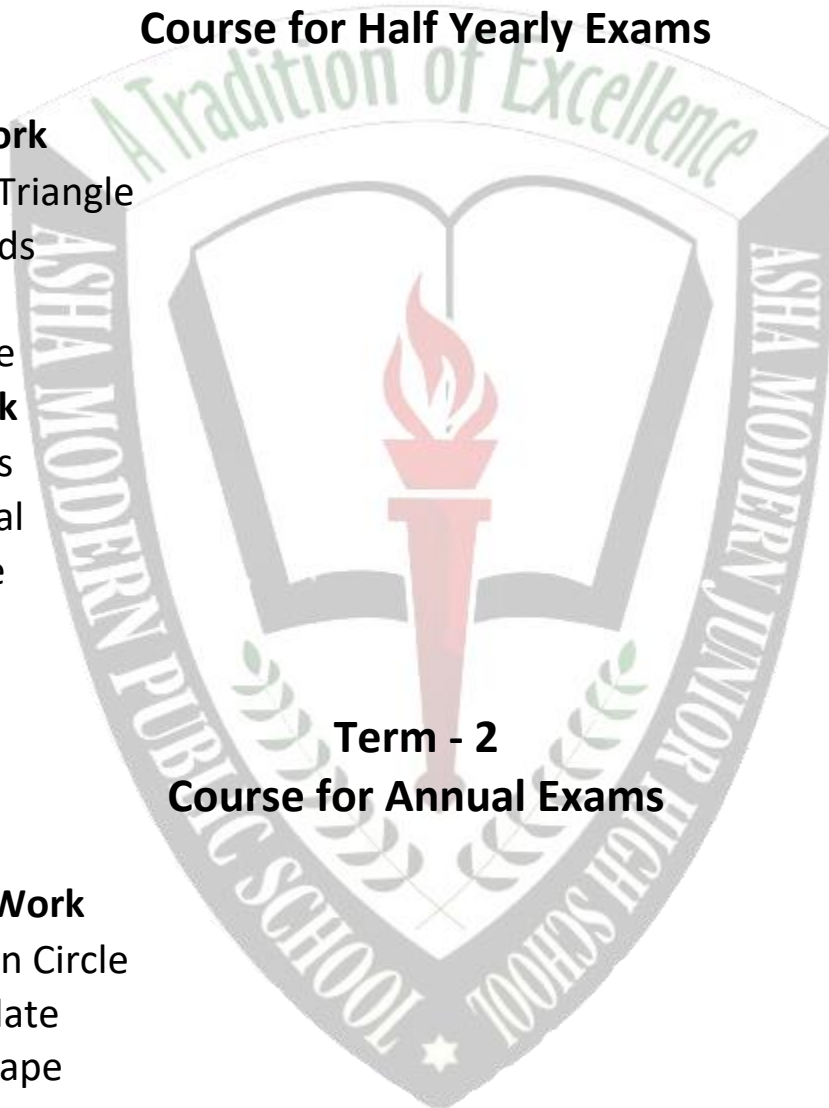 Course for Half Yearly Exams
A Tradition of Excellence
ork
Triangle
ds
e
k
s
al
e
ASHA MODERN PUBLIC SCHOOL
ASHA MODERN JUNIOR HIGH SCHOOL
Term - 2
Course for Annual Exams
Work
n Circle
late
ape